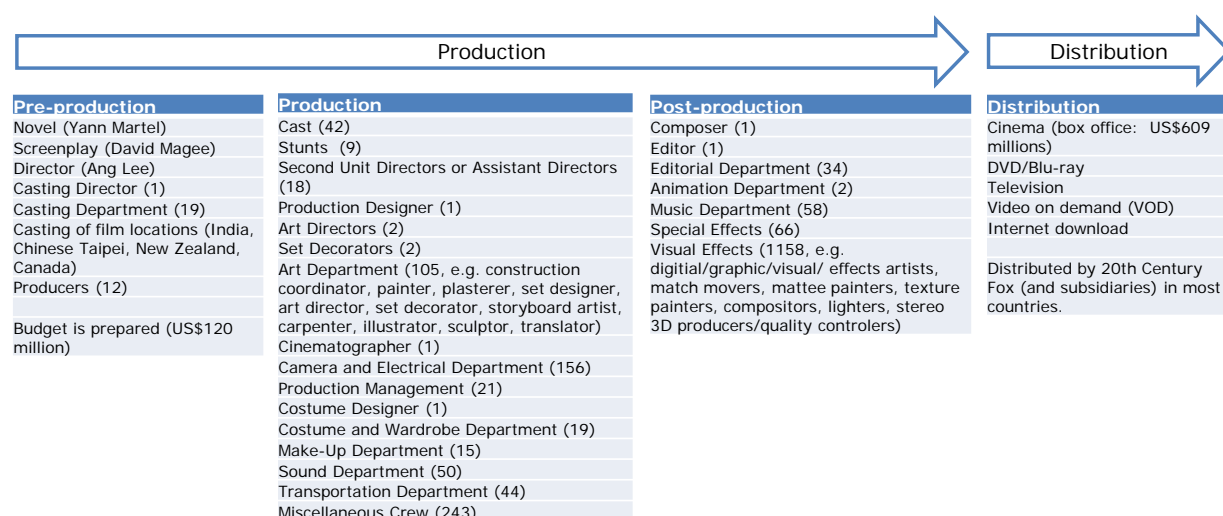 Production
Distribution
Pre-production
Novel (Yann Martel)
Screenplay (David Magee)
Director (Ang Lee)
Casting Director (1)
Casting Department (19)
Casting of film locations (India,
Chinese Taipei, New Zealand,
Canada)
Producers (12)
Budget is prepared (US$120
million)
Production
Cast (42)
Stunts (9)
Second Unit Directors or Assistant Directors
(18)
Production Designer (1)
Art Directors (2)
Set Decorators (2)
Art Department (105, e.g. construction
coordinator, painter, plasterer, set designer,
art director, set decorator, storyboard artist,
carpenter, illustrator, sculptor, translator)
Cinematographer (1)
Camera and Electrical Department (156)
Production Management (21)
Costume Designer (1)
Costume and Wardrobe Department (19)
Make-Up Department (15)
Sound Department (50)
Transportation Department (44)
Miscellaneous Crew (243)
Post-production
Composer (1)
Editor (1)
Editorial Department (34)
Animation Department (2)
Music Department (58)
Special Effects (66)
Visual Effects (1158, e.g.
digitial/graphic/visual/ effects artists,
match movers, mattee painters, texture
painters, compositors, lighters, stereo
3D producers/quality controlers)
Distribution
Cinema (box office: US$609
millions)
DVD/Blu-ray
Television
Video on demand (VOD)
Internet download
Distributed by 20th Century
Fox (and subsidiaries) in most
countries.